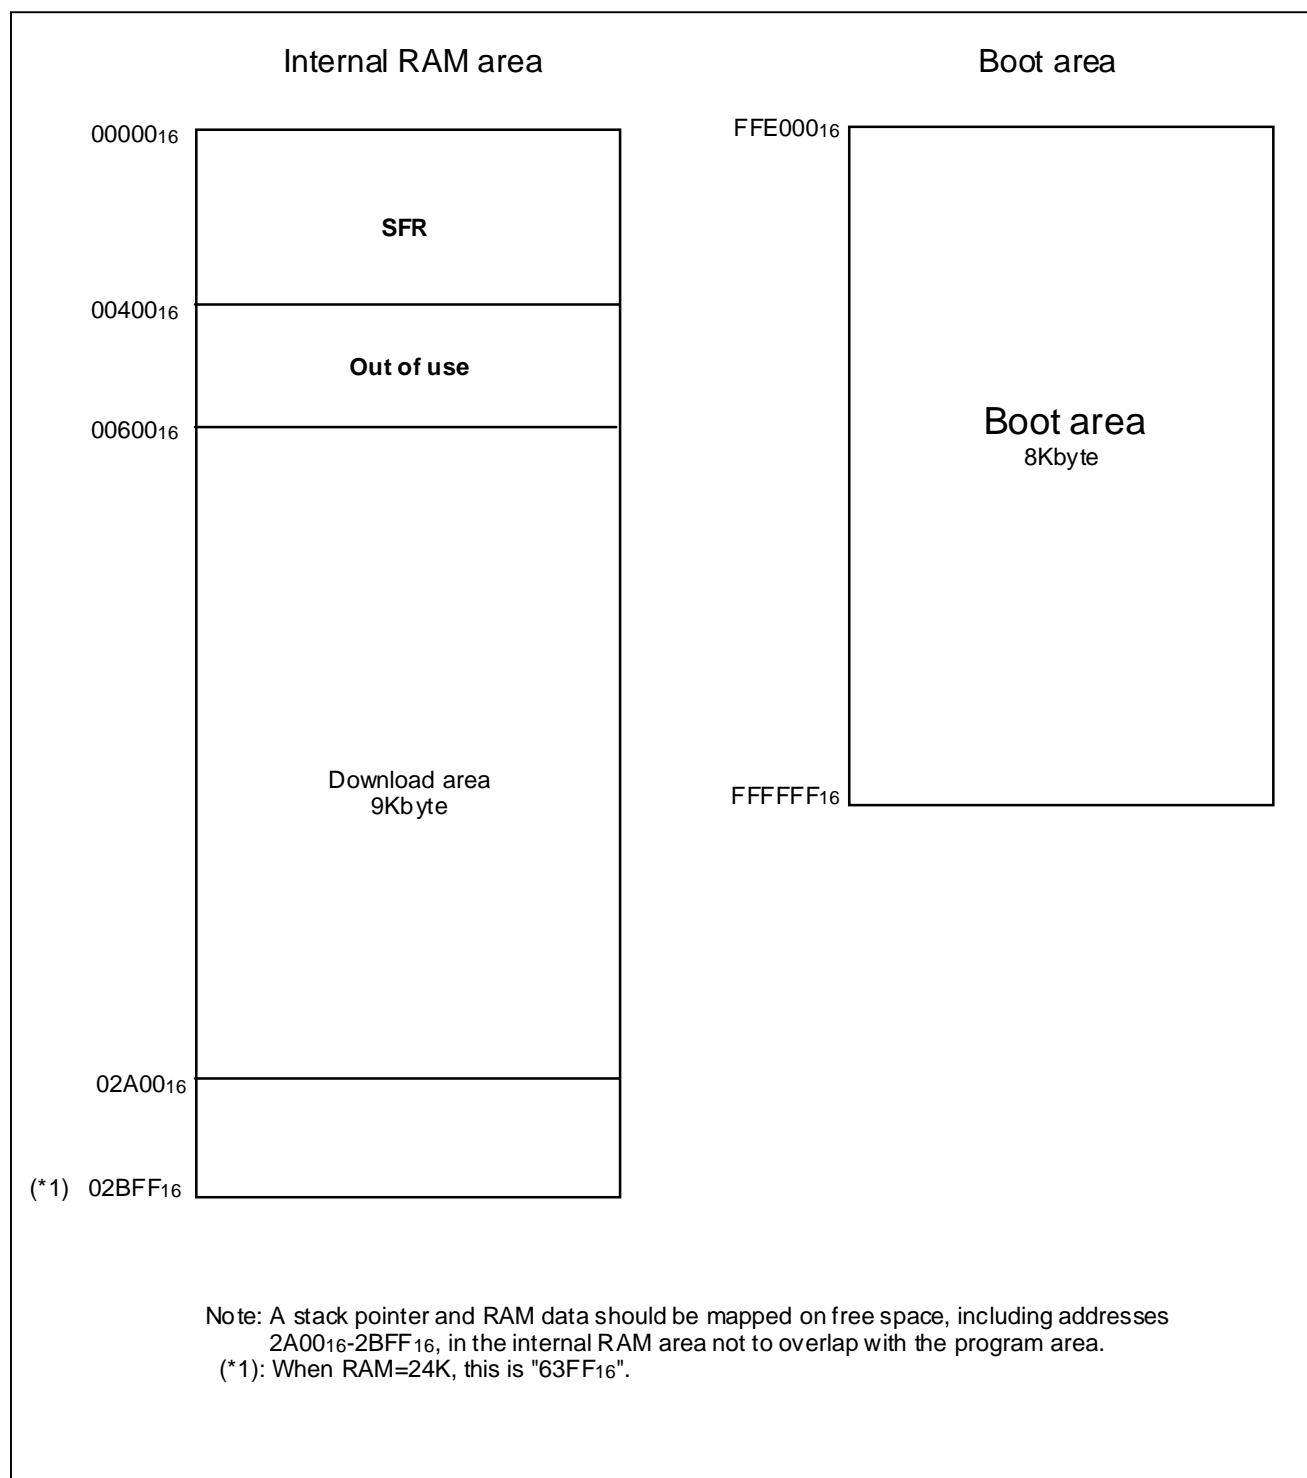 Internal RAM area
Boot area
00000₁₆
FFE000₁₆
SFR
00400₁₆
Out of use
00600₁₆
Boot area
8Kbyte
Download area
9Kbyte
FFFFFF₁₆
02A00₁₆
(*1) 02BFF₁₆
Note: A stack pointer and RAM data should be mapped on free space, including addresses
2A00₁₆-2BFF₁₆, in the internal RAM area not to overlap with the program area.
(*1): When RAM=24K, this is "63FF₁₆".